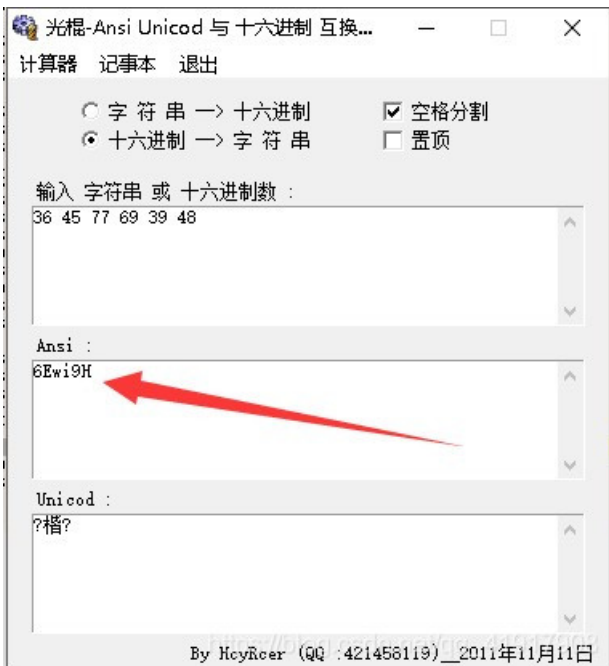 光棍-Ansi Unicod 与 十六进制 互换...
计算器 记事本 退出
字 符 串 —> 十六进制
空格分割
十六进制 —> 字 符 串
置顶
输入 字符串 或 十六进制数 :
36 45 77 69 39 48
Ansi :
6Ewi9H
Unicod :
?楷?
By HcyRcer (QQ :421458119)__2011年11月11日